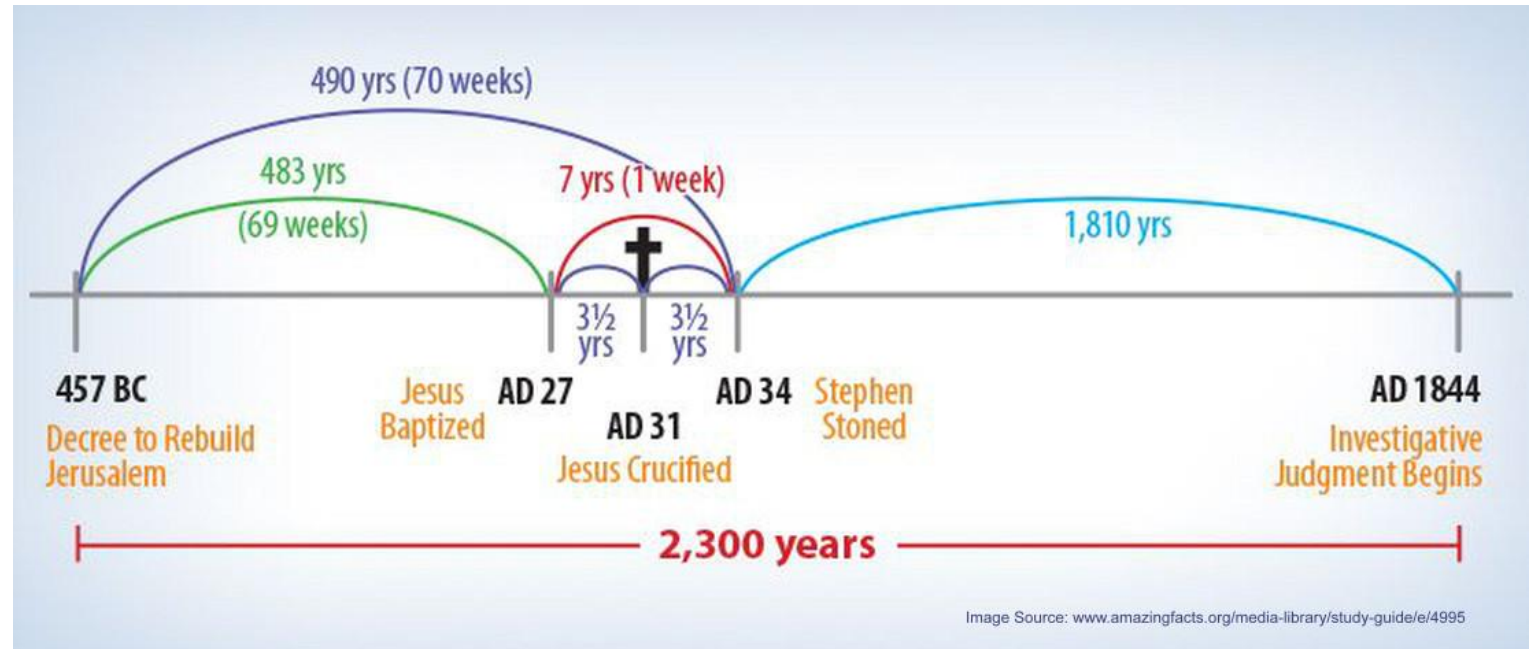 490 yrs (70 weeks)
483 yrs
(69 weeks)
7 yrs (1 week)
1,810 yrs
3½
yrs
3½
yrs
457 BC
Decree to Rebuild
Jerusalem
Jesus
Baptized
AD 27
AD 31
Jesus Crucified
AD 34
Stephen
Stoned
AD 1844
Investigative
Judgment Begins
2,300 years
Image Source: www.amazingfacts.org/media-library/study-guide/e/4995